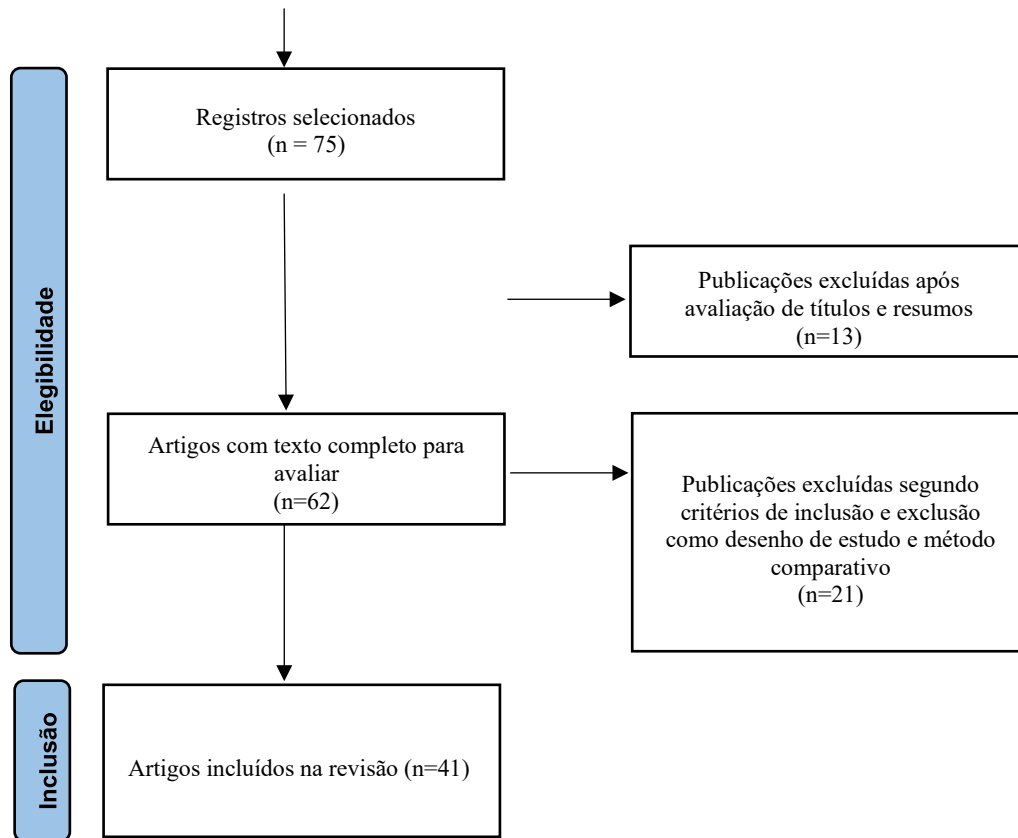 Elegibilidade
Registros selecionados
(n = 75)
Publicações excluídas após
avaliação de títulos e resumos
(n=13)
Artigos com texto completo para
avaliar
(n=62)
Publicações excluídas segundo
critérios de inclusão e exclusão
como desenho de estudo e método
comparativo
(n=21)
Inclusão
Artigos incluídos na revisão (n=41)